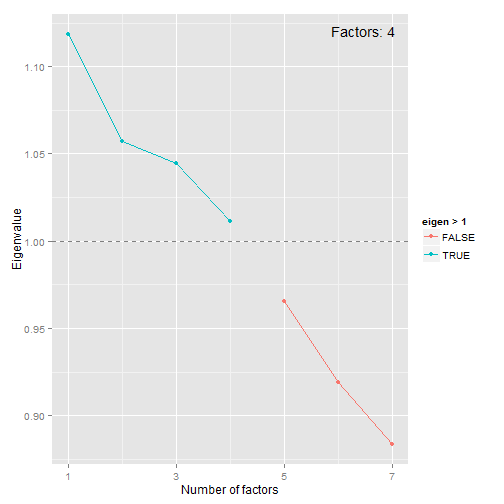 Factors: 4
1.10
1.05
1.00
0.95
0.90
Eigenvalue
1 3 5 7
Number of factors
eigen > 1
FALSE
TRUE